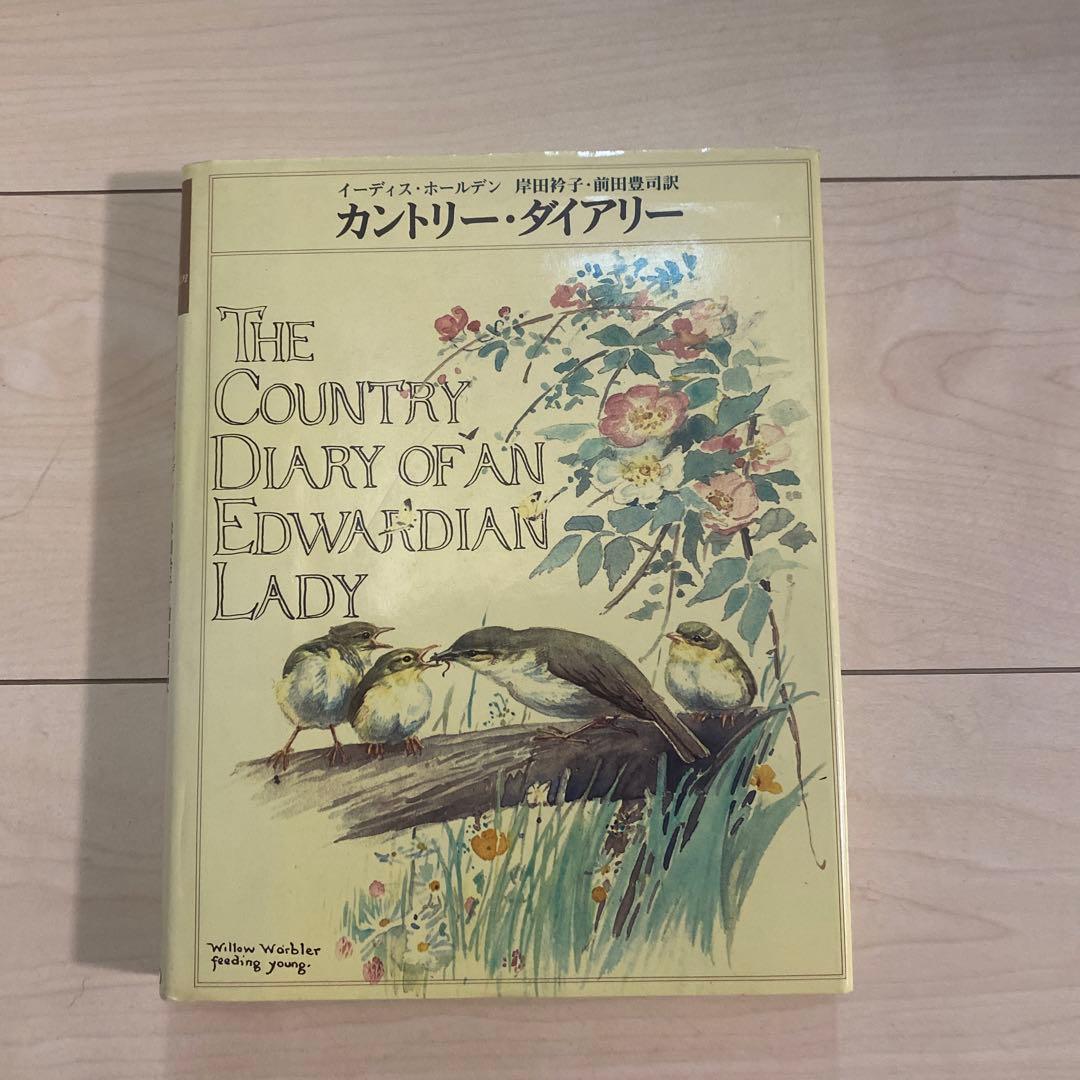 イーディス・ホールデン 岸田衿子・前田豊司訳
カントリー・ダイアリー
THE
COUNTRY
DIARY OF AN
EDWARDIAN
LADY
Willow Warbler
feeding young.